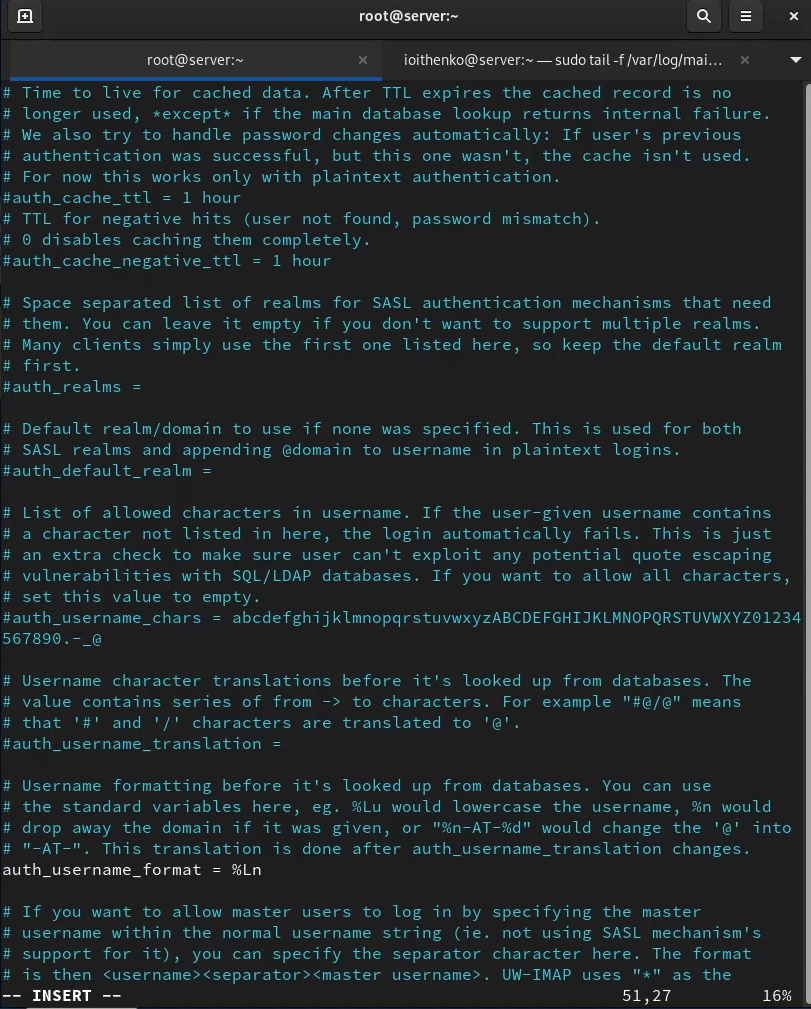 root@server:~
root@server:~
ioithenko@server:~ — sudo tail -f /var/log/mai…
# Time to live for cached data. After TTL expires the cached record is no
# longer used, *except* if the main database lookup returns internal failure.
# We also try to handle password changes automatically: If user's previous
# authentication was successful, but this one wasn't, the cache isn't used.
# For now this works only with plaintext authentication.
#auth_cache_ttl = 1 hour
# TTL for negative hits (user not found, password mismatch).
# 0 disables caching them completely.
#auth_cache_negative_ttl = 1 hour
# Space separated list of realms for SASL authentication mechanisms that need
# them. You can leave it empty if you don't want to support multiple realms.
# Many clients simply use the first one listed here, so keep the default realm
# first.
#auth_realms =
# Default realm/domain to use if none was specified. This is used for both
# SASL realms and appending @domain to username in plaintext logins.
#auth_default_realm =
# List of allowed characters in username. If the user-given username contains
# a character not listed in here, the login automatically fails. This is just
# an extra check to make sure user can't exploit any potential quote escaping
# vulnerabilities with SQL/LDAP databases. If you want to allow all characters,
# set this value to empty.
#auth_username_chars = abcdefghijklmnopqrstuvwxyzABCDEFGHIJKLMNOPQRSTUVWXYZ01234
567890.-_@
# Username character translations before it's looked up from databases. The
# value contains series of from -> to characters. For example "#@/@" means
# that '#' and '/' characters are translated to '@'.
#auth_username_translation =
# Username formatting before it's looked up from databases. You can use
# the standard variables here, eg. %Lu would lowercase the username, %n would
# drop away the domain if it was given, or "%n-AT-%d" would change the '@' into
# "-AT-". This translation is done after auth_username_translation changes.
auth_username_format = %Ln
# If you want to allow master users to log in by specifying the master
# username within the normal username string (ie. not using SASL mechanism's
# support for it), you can specify the separator character here. The format
# is then <username><separator><master username>. UW-IMAP uses "*" as the
-- INSERT -- 51,27 16%